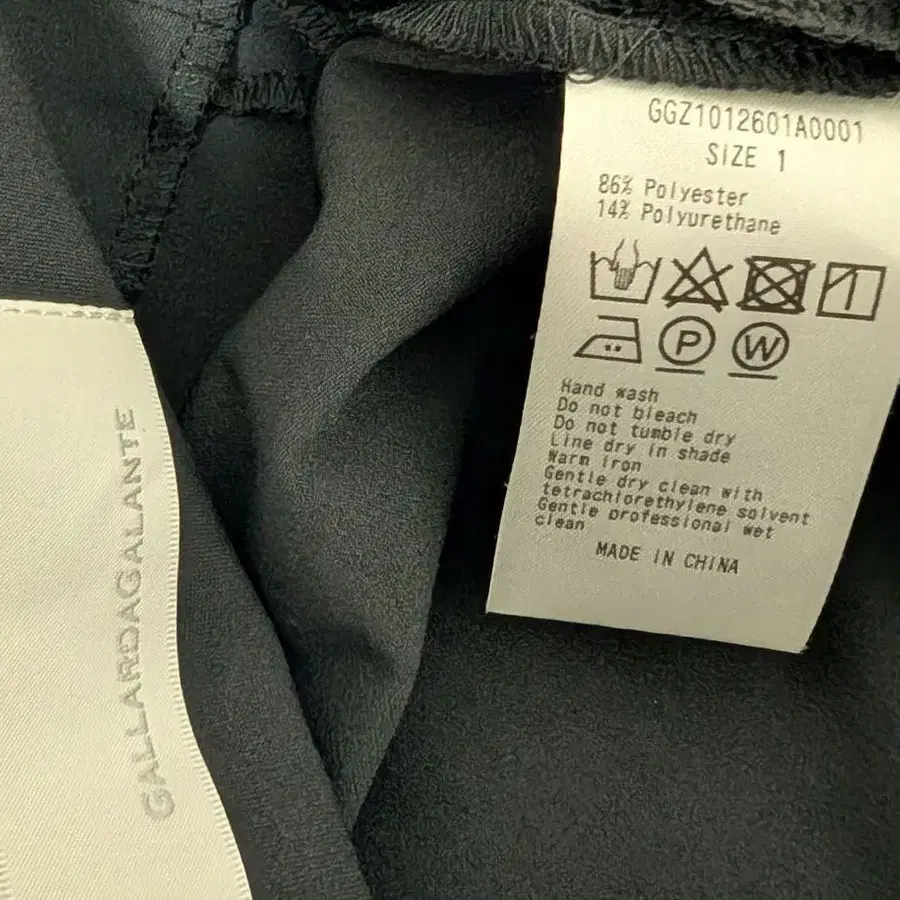 GGZ1012601A0001
SIZE 1
86% Polyester
14% Polyurethane
P W
Hand wash
Do not bleach
Do not tumble dry
Line dry in shade
Warm iron
Gentle dry clean with
tetrachlorethylene solvent
Gentle professional wet
clean
MADE IN CHINA
GALLARDAGALANTE